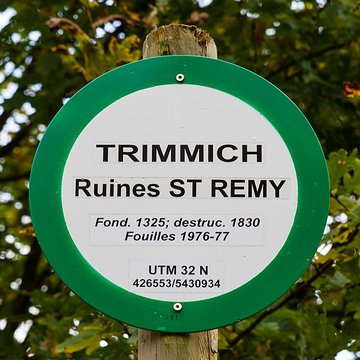 TRIMMICH
Ruines ST REMY
Fond. 1325; destruc. 1830
Fouilles 1976-77
UTM 32 N
426553/5430934